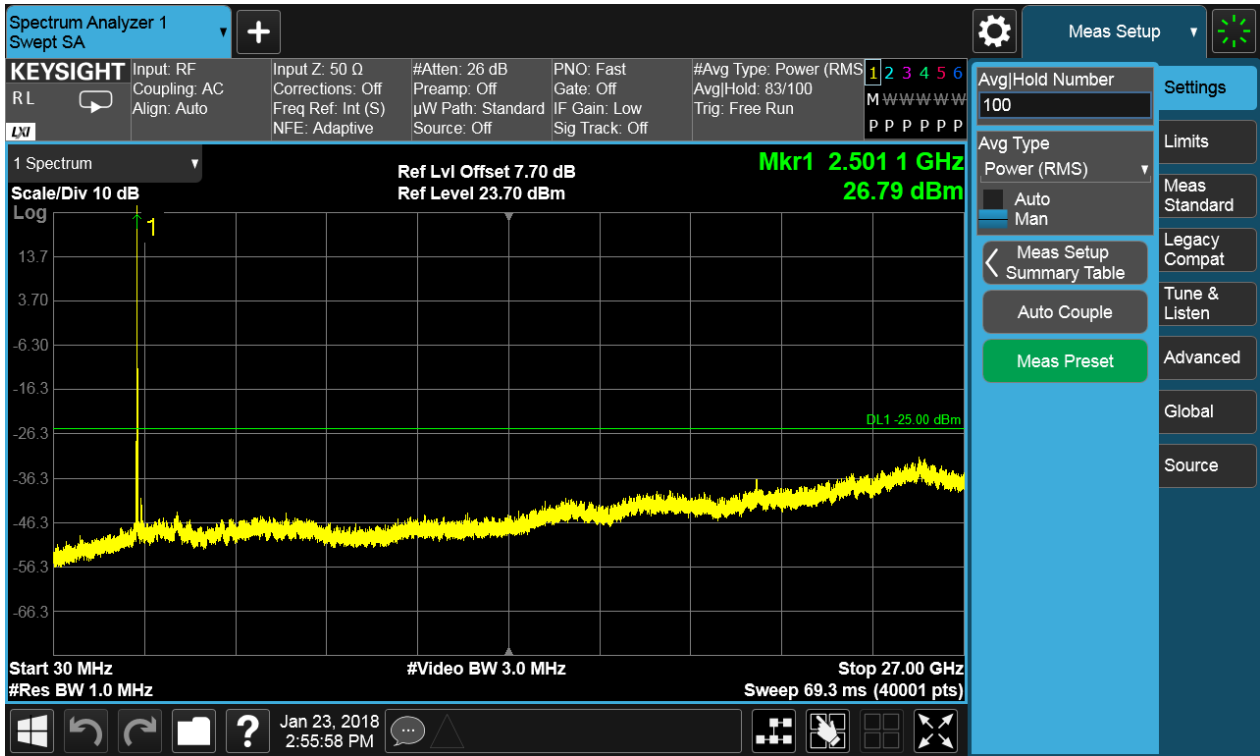 Spectrum Analyzer 1
Swept SA
+
Meas Setup
KEYSIGHT
R L
LXI
Input: RF
Coupling: AC
Align: Auto
Input Z: 50 Ω
Corrections: Off
Freq Ref: Int (S)
NFE: Adaptive
#Atten: 26 dB
Preamp: Off
µW Path: Standard
Source: Off
PNO: Fast
Gate: Off
IF Gain: Low
Sig Track: Off
#Avg Type: Power (RMS
Avg|Hold: 83/100
Trig: Free Run
1 2 3 4 5 6
M W W W W W
P P P P P P
1 Spectrum
Scale/Div 10 dB
Log
Ref Lvl Offset 7.70 dB
Ref Level 23.70 dBm
Mkr1 2.501 1 GHz
26.79 dBm
1
13.7
3.70
-6.30
-16.3
-26.3
-36.3
-46.3
-56.3
-66.3
DL1 -25.00 dBm
Start 30 MHz
#Res BW 1.0 MHz
#Video BW 3.0 MHz
Stop 27.00 GHz
Sweep 69.3 ms (40001 pts)
Avg|Hold Number
100
Avg Type
Power (RMS)
Auto
Man
Meas Setup
Summary Table
Auto Couple
Meas Preset
Settings
Limits
Meas
Standard
Legacy
Compat
Tune &
Listen
Advanced
Global
Source
?
Jan 23, 2018
2:55:58 PM